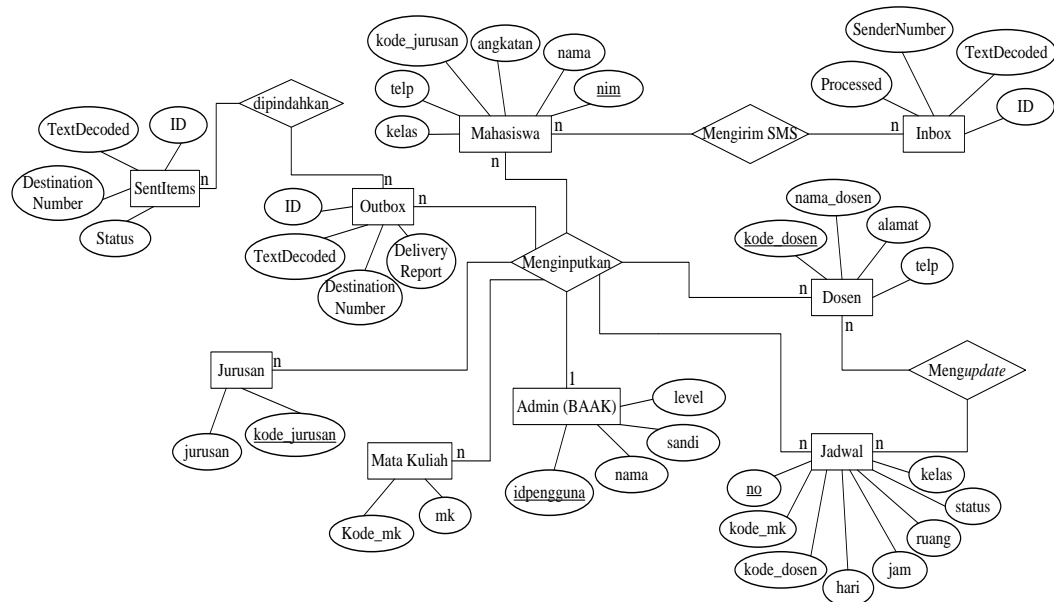 SenderNumber
kode_jurusan
angkatan
nama
TextDecoded
telp
nim
Processed
dipindahkan
ID
TextDecoded
kelas
Mahasiswa
n
Mengirim SMS
n
Inbox
ID
n
Destination
Number
SentItems
n
n
ID
Outbox
n
nama_dosen
alamat
kode_dosen
Status
TextDecoded
Delivery
Report
Menginputkan
telp
Destination
Number
n
Dosen
n
Jurusan
n
Mengupdate
1
Admin (BAAK)
level
jurusan
kode_jurusan
sandi
n
Jadwal
n
Mata Kuliah
n
nama
kelas
idpengguna
no
status
Kode_mk
mk
kode_mk
ruang
kode_dosen
jam
hari